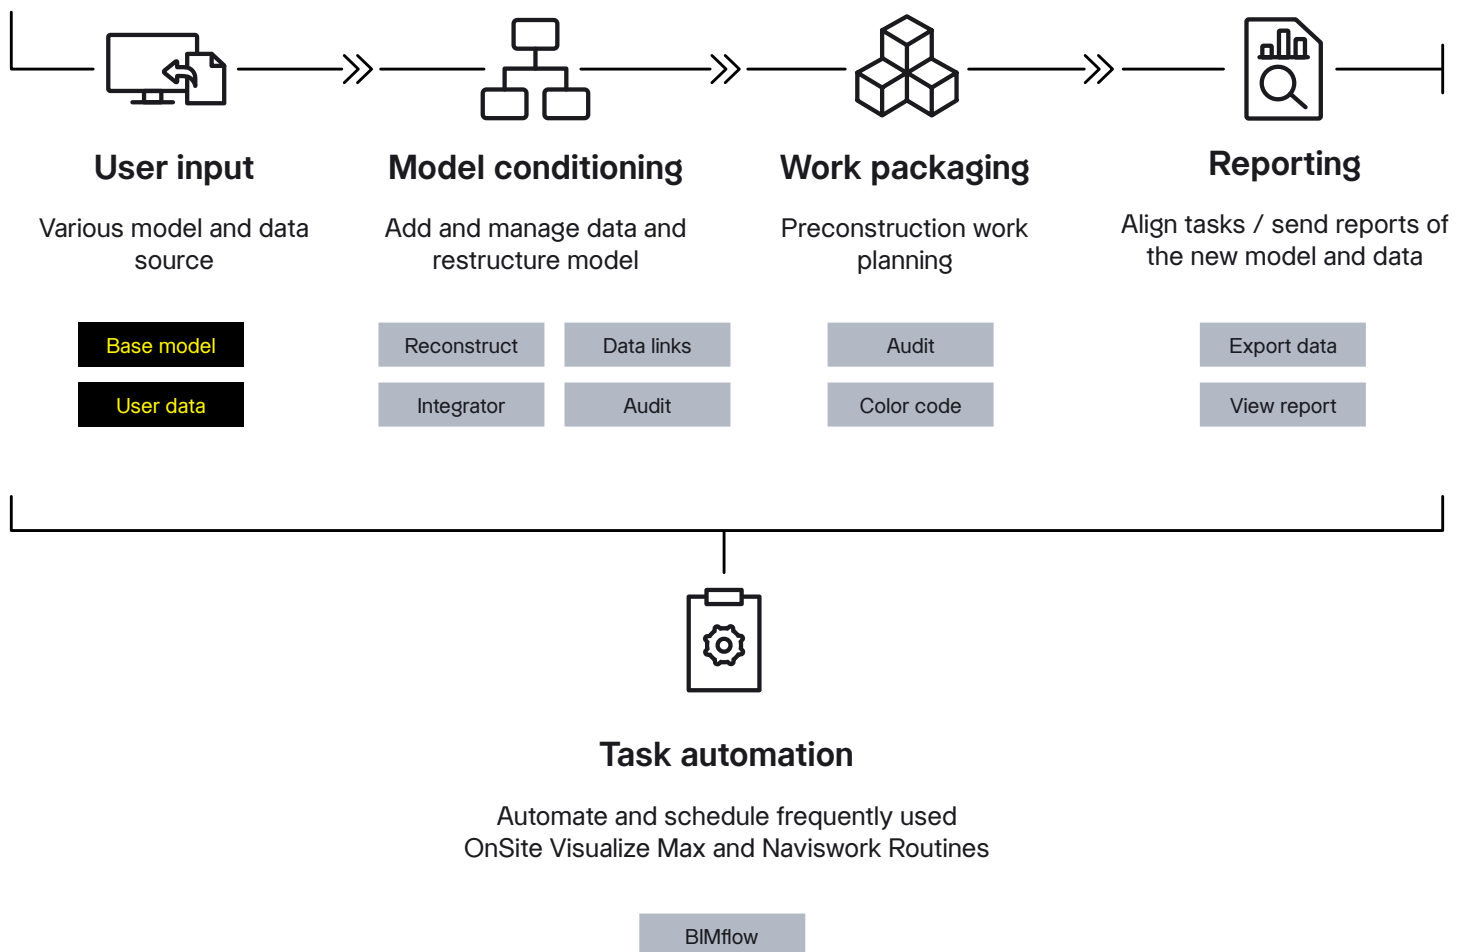 User input
Various model and data
source
Base model
User data
Model conditioning
Add and manage data and
restructure model
Reconstruct
Data links
Integrator
Audit
Work packaging
Preconstruction work
planning
Audit
Color code
Reporting
Align tasks / send reports of
the new model and data
Export data
View report
Task automation
Automate and schedule frequently used
OnSite Visualize Max and Naviswork Routines
BIMflow